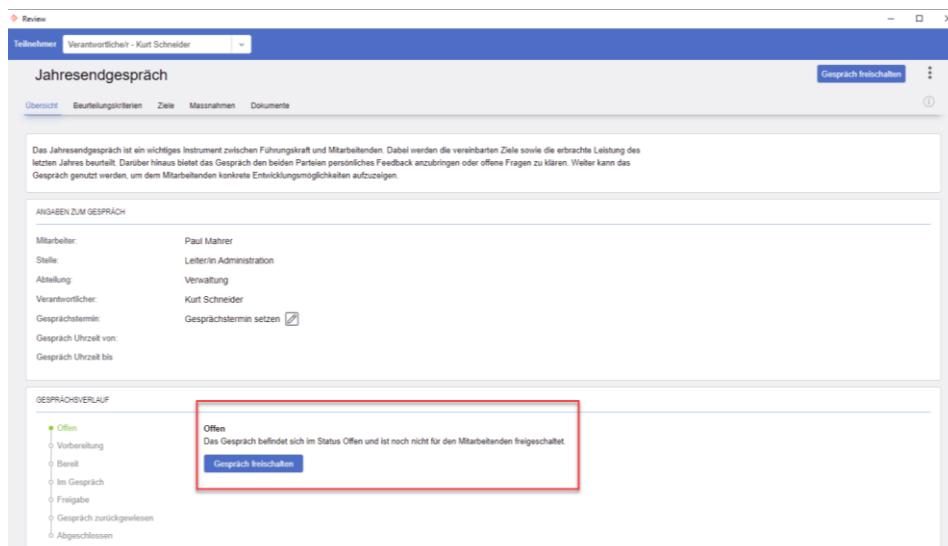 Review
Teilnehmer Verantwortliche/r - Kurt Schneider
Jahresendgespräch
Gespräch freischalten
Übersicht Beurteilungskriterien Ziele Massnahmen Dokumente
Das Jahresendgespräch ist ein wichtiges Instrument zwischen Führungskraft und Mitarbeitenden. Dabei werden die vereinbarten Ziele sowie die erbrachte Leistung des
letzten Jahres beurteilt. Darüber hinaus bietet das Gespräch den beiden Parteien persönliches Feedback anzubringen oder offene Fragen zu klären. Weiter kann das
Gespräch genutzt werden, um dem Mitarbeitenden konkrete Entwicklungsmöglichkeiten aufzuzeigen.
ANGABEN ZUM GESPRÄCH
Mitarbeiter: Paul Mahrer
Stelle: Leiter/in Administration
Abteilung: Verwaltung
Verantwortlicher: Kurt Schneider
Gesprächstermin: Gesprächstermin setzen
Gespräch Uhrzeit von:
Gespräch Uhrzeit bis
GESPRÄCHSVERLAUF
Offen
Vorbereitung
Bereit
Im Gespräch
Freigabe
Gespräch zurückgewiesen
Abgeschlossen
Offen
Das Gespräch befindet sich im Status Offen und ist noch nicht für den Mitarbeitenden freigeschaltet.
Gespräch freischalten